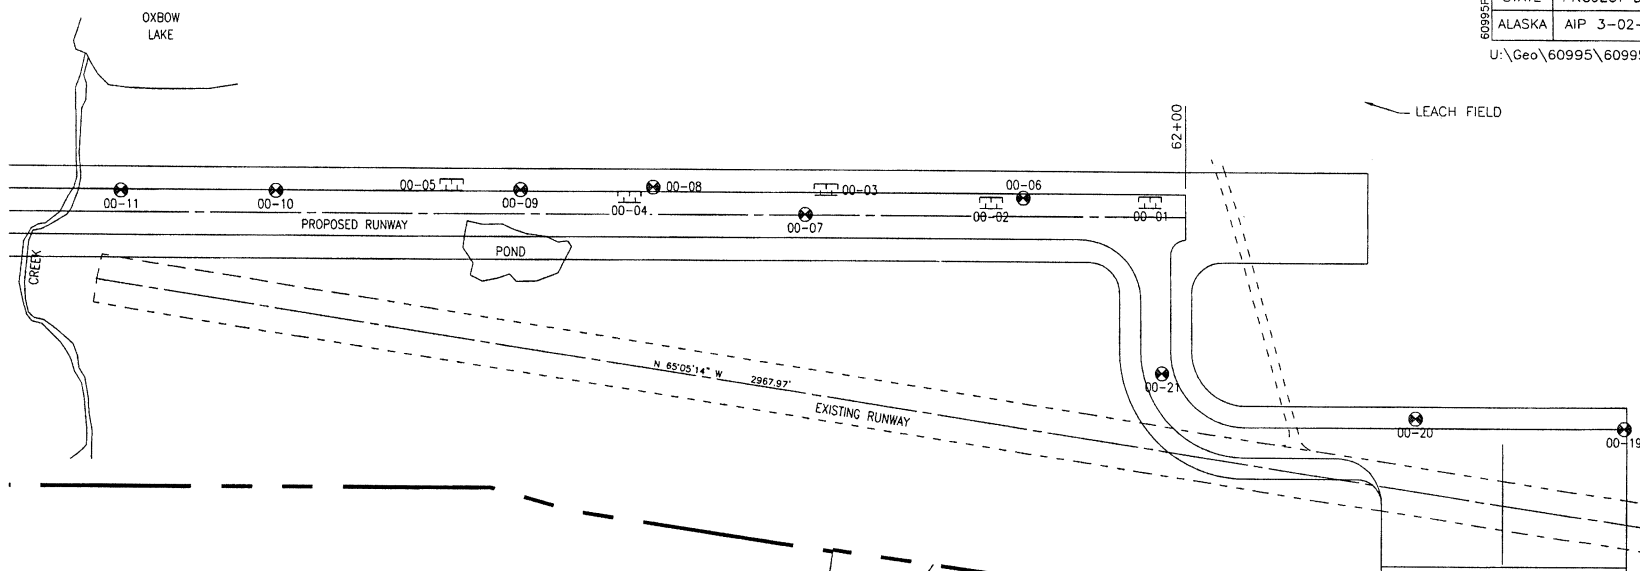 OXBOW
LAKE
ALASKA AIP 3-02-
U:\Geo\60995\6099
LEACH FIELD
62+00
00-11
00-10
00-05
00-09
00-04
00-08
00-07
00-03
00-02
00-06
00-01
PROPOSED RUNWAY
POND
CREEK
N 65°05'14" W 2967.97'
EXISTING RUNWAY
00-21
00-20
00-19